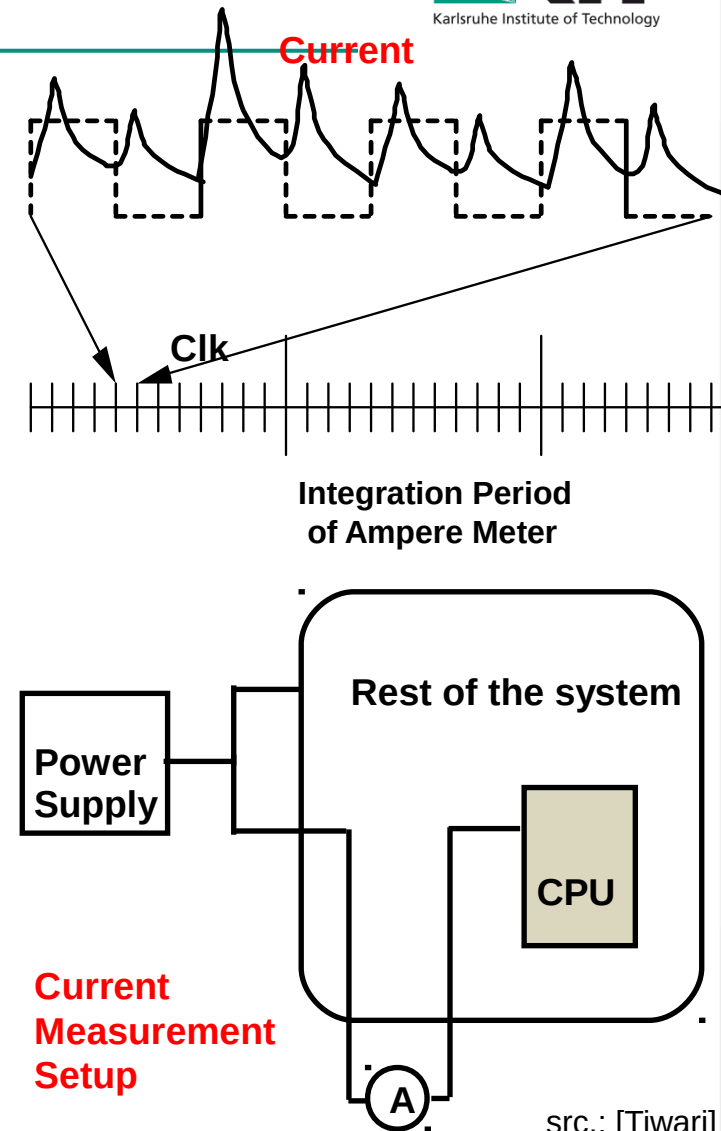 Karlsruhe Institute of Technology
Current
Clk
Integration Period
of Ampere Meter
Rest of the system
Power
Supply
CPU
Current
Measurement
Setup
A
src.: [Tiwari]